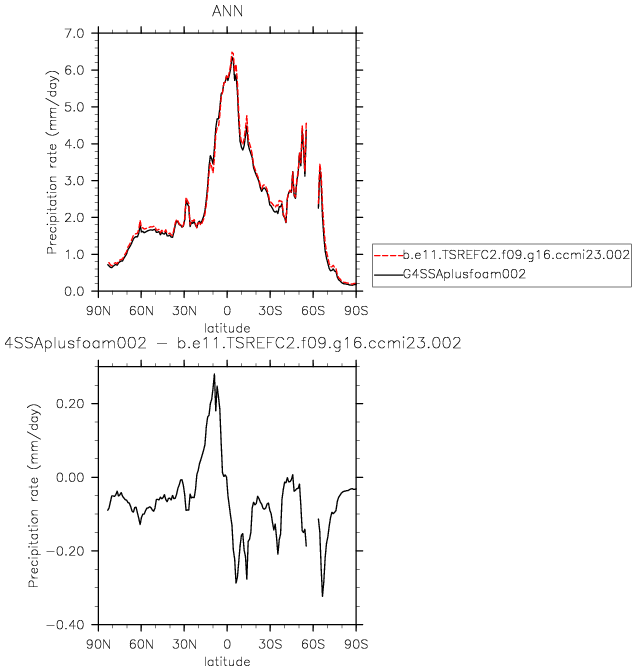 ANN
7.0
6.0
5.0
4.0
3.0
2.0
1.0
0.0
Precipitation rate (mm/day)
90N 60N 30N 0 30S 60S 90S
latitude
b.e11.TSREFC2.f09.g16.ccmi23.002
G4SSAplusfoam002
4SSAplusfoam002 - b.e11.TSREFC2.f09.g16.ccmi23.002
0.20
0.00
-0.20
-0.40
Precipitation rate (mm/day)
90N 60N 30N 0 30S 60S 90S
latitude